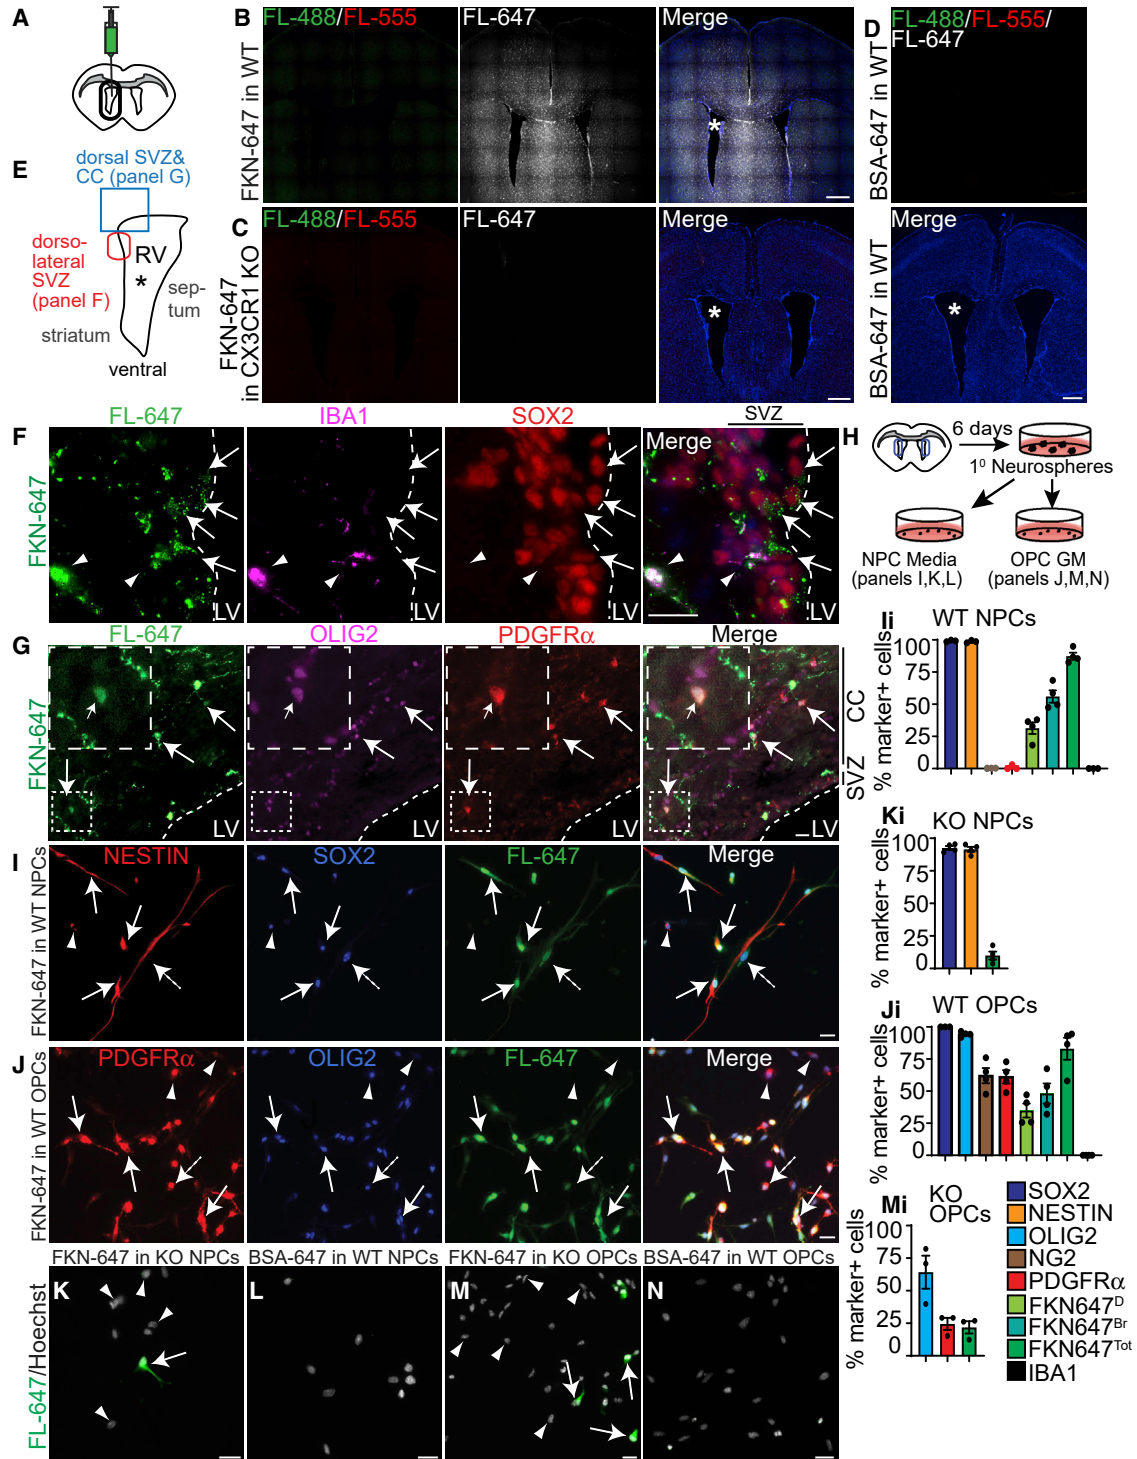 A
B
FL-488/FL-555
FL-647
Merge
FKN-647 in WT
D
FL-488/FL-555/
FL-647
BSA-647 in WT
E
dorsal SVZ&
CC (panel G)
dorso-
lateral
SVZ
(panel F)
RV
*
sep-
tum
striatum
ventral
*
C
FL-488/FL-555
FL-647
Merge
FKN-647
in CX3CR1 KO
*
Merge
BSA-647 in WT
*
F
FL-647
IBA1
SOX2
SVZ
Merge
FKN-647
LV
LV
LV
LV
H
6 days
1⁰ Neurospheres
NPC Media
(panels I,K,L)
OPC GM
(panels J,M,N)
G
FL-647
OLIG2
PDGFRα
Merge
FKN-647
CC
SVZ
LV
LV
LV
LV
Ii
WT NPCs
% marker+ cells
100
75
50
25
0
I
NESTIN
SOX2
FL-647
Merge
FKN-647 in WT NPCs
Ki
KO NPCs
% marker+ cells
100
75
50
25
0
J
PDGFRα
OLIG2
FL-647
Merge
FKN-647 in WT OPCs
Ji
WT OPCs
% marker+ cells
100
75
50
25
0
FKN-647 in KO NPCs
BSA-647 in WT NPCs
FKN-647 in KO OPCs
BSA-647 in WT OPCs
K
L
M
N
FL-647/Hoechst
Mi
KO
OPCs
% marker+ cells
100
75
50
25
0
SOX2
NESTIN
OLIG2
NG2
PDGFRα
FKN647ᴰ
FKN647ᴮʳ
FKN647ᵀᵒᵗ
IBA1